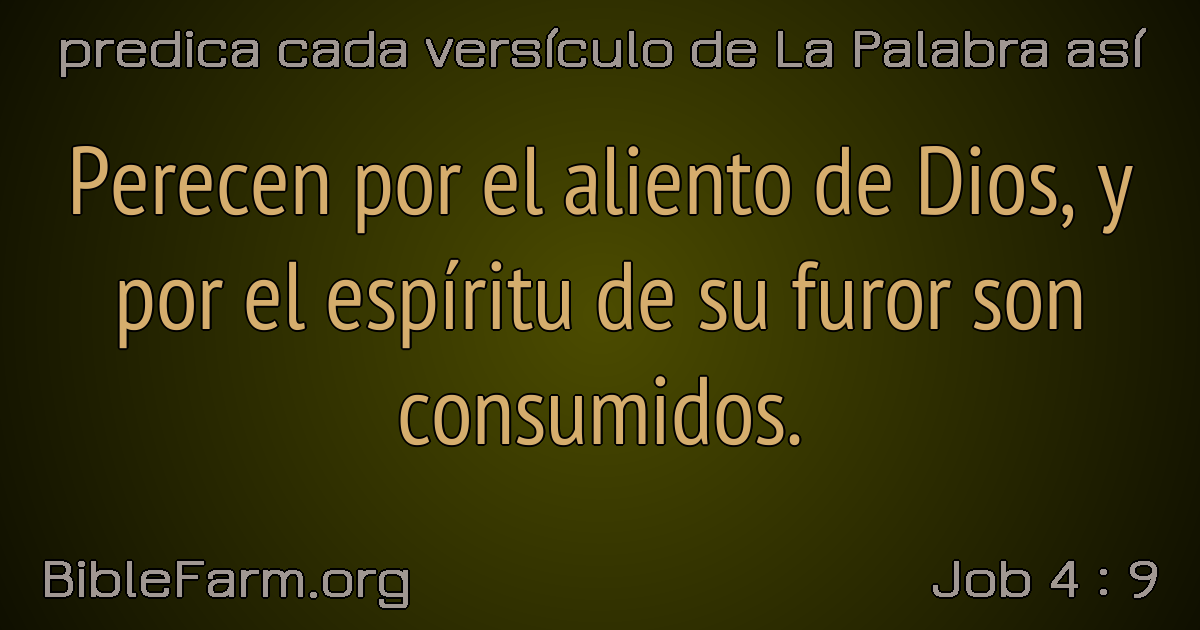 predica cada versículo de La Palabra así
Perecen por el aliento de Dios, y
por el espíritu de su furor son
consumidos.
BibleFarm.org
Job 4 : 9